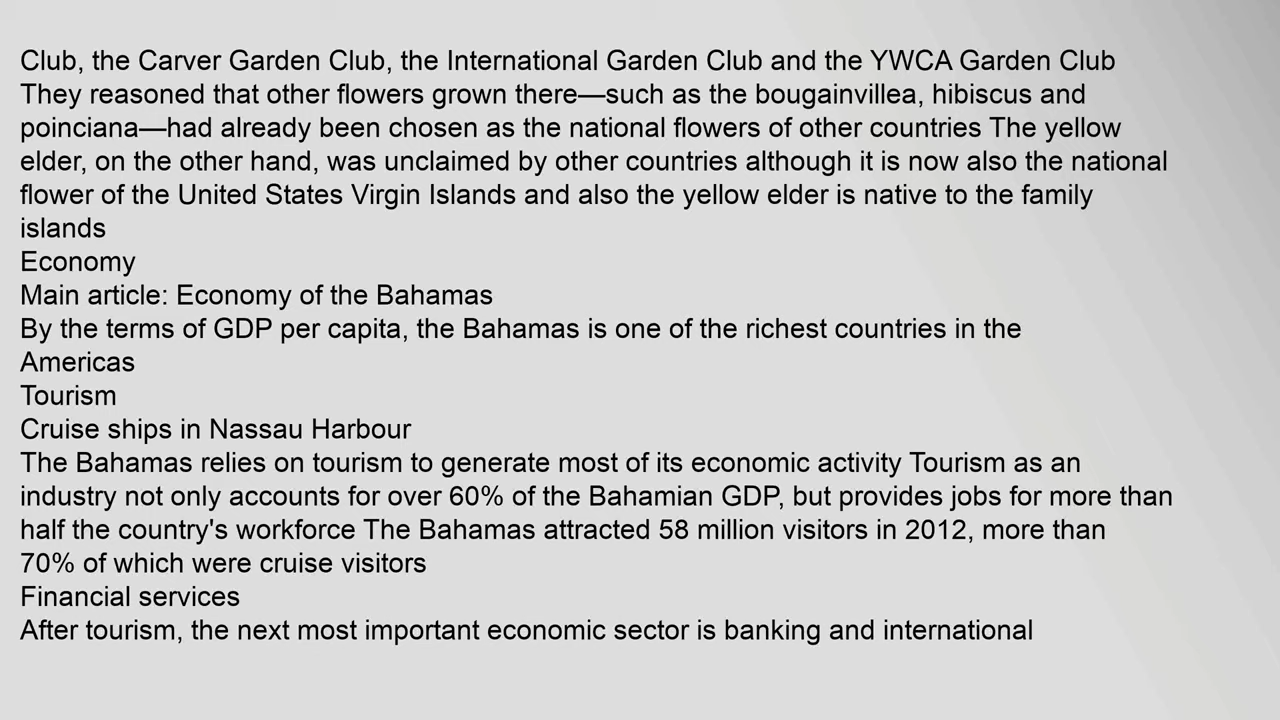 Club, the Carver Garden Club, the International Garden Club and the YWCA Garden Club
They reasoned that other flowers grown there—such as the bougainvillea, hibiscus and
poinciana—had already been chosen as the national flowers of other countries The yellow
elder, on the other hand, was unclaimed by other countries although it is now also the national
flower of the United States Virgin Islands and also the yellow elder is native to the family
islands
Economy
Main article: Economy of the Bahamas
By the terms of GDP per capita, the Bahamas is one of the richest countries in the
Americas
Tourism
Cruise ships in Nassau Harbour
The Bahamas relies on tourism to generate most of its economic activity Tourism as an
industry not only accounts for over 60% of the Bahamian GDP, but provides jobs for more than
half the country's workforce The Bahamas attracted 58 million visitors in 2012, more than
70% of which were cruise visitors
Financial services
After tourism, the next most important economic sector is banking and international